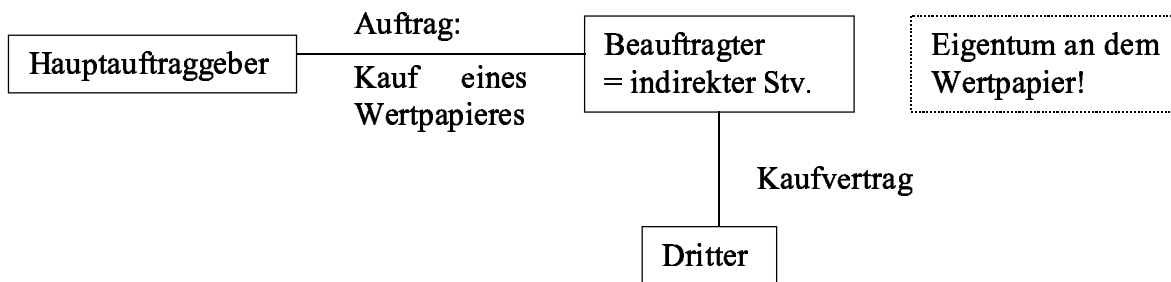 Hauptauftraggeber
Auftrag:
Kauf eines
Wertpapieres
Beauftragter
= indirekter Stv.
Eigentum an dem
Wertpapier!
Kaufvertrag
Dritter